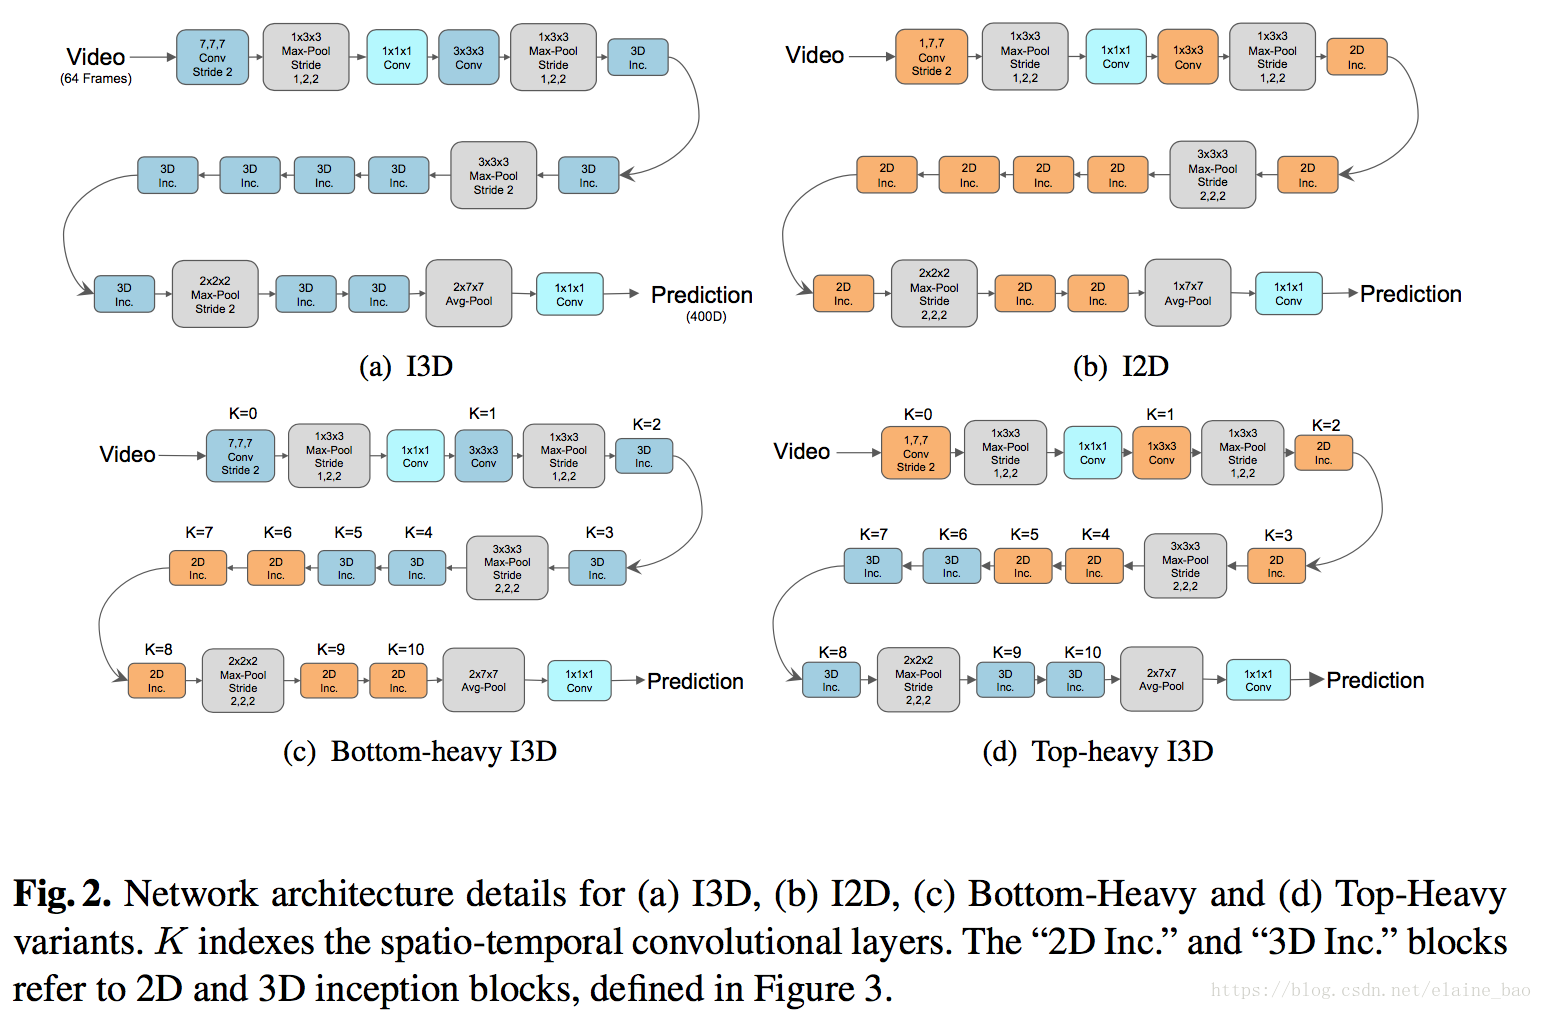 Video
(64 Frames)
7,7,7
Conv
Stride 2
1x3x3
Max-Pool
Stride
1,2,2
1x1x1
Conv
3x3x3
Conv
1x3x3
Max-Pool
Stride
1,2,2
3D
Inc.
3D
Inc.
3D
Inc.
3D
Inc.
3D
Inc.
3x3x3
Max-Pool
Stride 2
3D
Inc.
3D
Inc.
2x2x2
Max-Pool
Stride 2
3D
Inc.
3D
Inc.
2x7x7
Avg-Pool
1x1x1
Conv
Prediction
(400D)
(a) I3D
Video
1,7,7
Conv
Stride 2
1x3x3
Max-Pool
Stride
1,2,2
1x1x1
Conv
1x3x3
Conv
1x3x3
Max-Pool
Stride
1,2,2
2D
Inc.
2D
Inc.
2D
Inc.
2D
Inc.
2D
Inc.
3x3x3
Max-Pool
Stride
2,2,2
2D
Inc.
2D
Inc.
2x2x2
Max-Pool
Stride
2,2,2
2D
Inc.
2D
Inc.
1x7x7
Avg-Pool
1x1x1
Conv
Prediction
(b) I2D
K=0
K=1
K=2
Video
7,7,7
Conv
Stride 2
1x3x3
Max-Pool
Stride
1,2,2
1x1x1
Conv
3x3x3
Conv
1x3x3
Max-Pool
Stride
1,2,2
3D
Inc.
K=7
K=6
K=5
K=4
K=3
2D
Inc.
2D
Inc.
3D
Inc.
3D
Inc.
3x3x3
Max-Pool
Stride
2,2,2
3D
Inc.
K=8
K=9
K=10
2D
Inc.
2x2x2
Max-Pool
Stride
2,2,2
2D
Inc.
2D
Inc.
2x7x7
Avg-Pool
1x1x1
Conv
Prediction
(c) Bottom-heavy I3D
K=0
K=1
K=2
Video
1,7,7
Conv
Stride 2
1x3x3
Max-Pool
Stride
1,2,2
1x1x1
Conv
1x3x3
Conv
1x3x3
Max-Pool
Stride
1,2,2
2D
Inc.
K=7
K=6
K=5
K=4
K=3
3D
Inc.
3D
Inc.
2D
Inc.
2D
Inc.
3x3x3
Max-Pool
Stride
2,2,2
2D
Inc.
K=8
K=9
K=10
3D
Inc.
2x2x2
Max-Pool
Stride
2,2,2
3D
Inc.
3D
Inc.
2x7x7
Avg-Pool
1x1x1
Conv
Prediction
(d) Top-heavy I3D
Fig. 2. Network architecture details for (a) I3D, (b) I2D, (c) Bottom-Heavy and (d) Top-Heavy
variants. K indexes the spatio-temporal convolutional layers. The “2D Inc.” and “3D Inc.” blocks
refer to 2D and 3D inception blocks, defined in Figure 3.
https://blog.csdn.net/elaine_bao